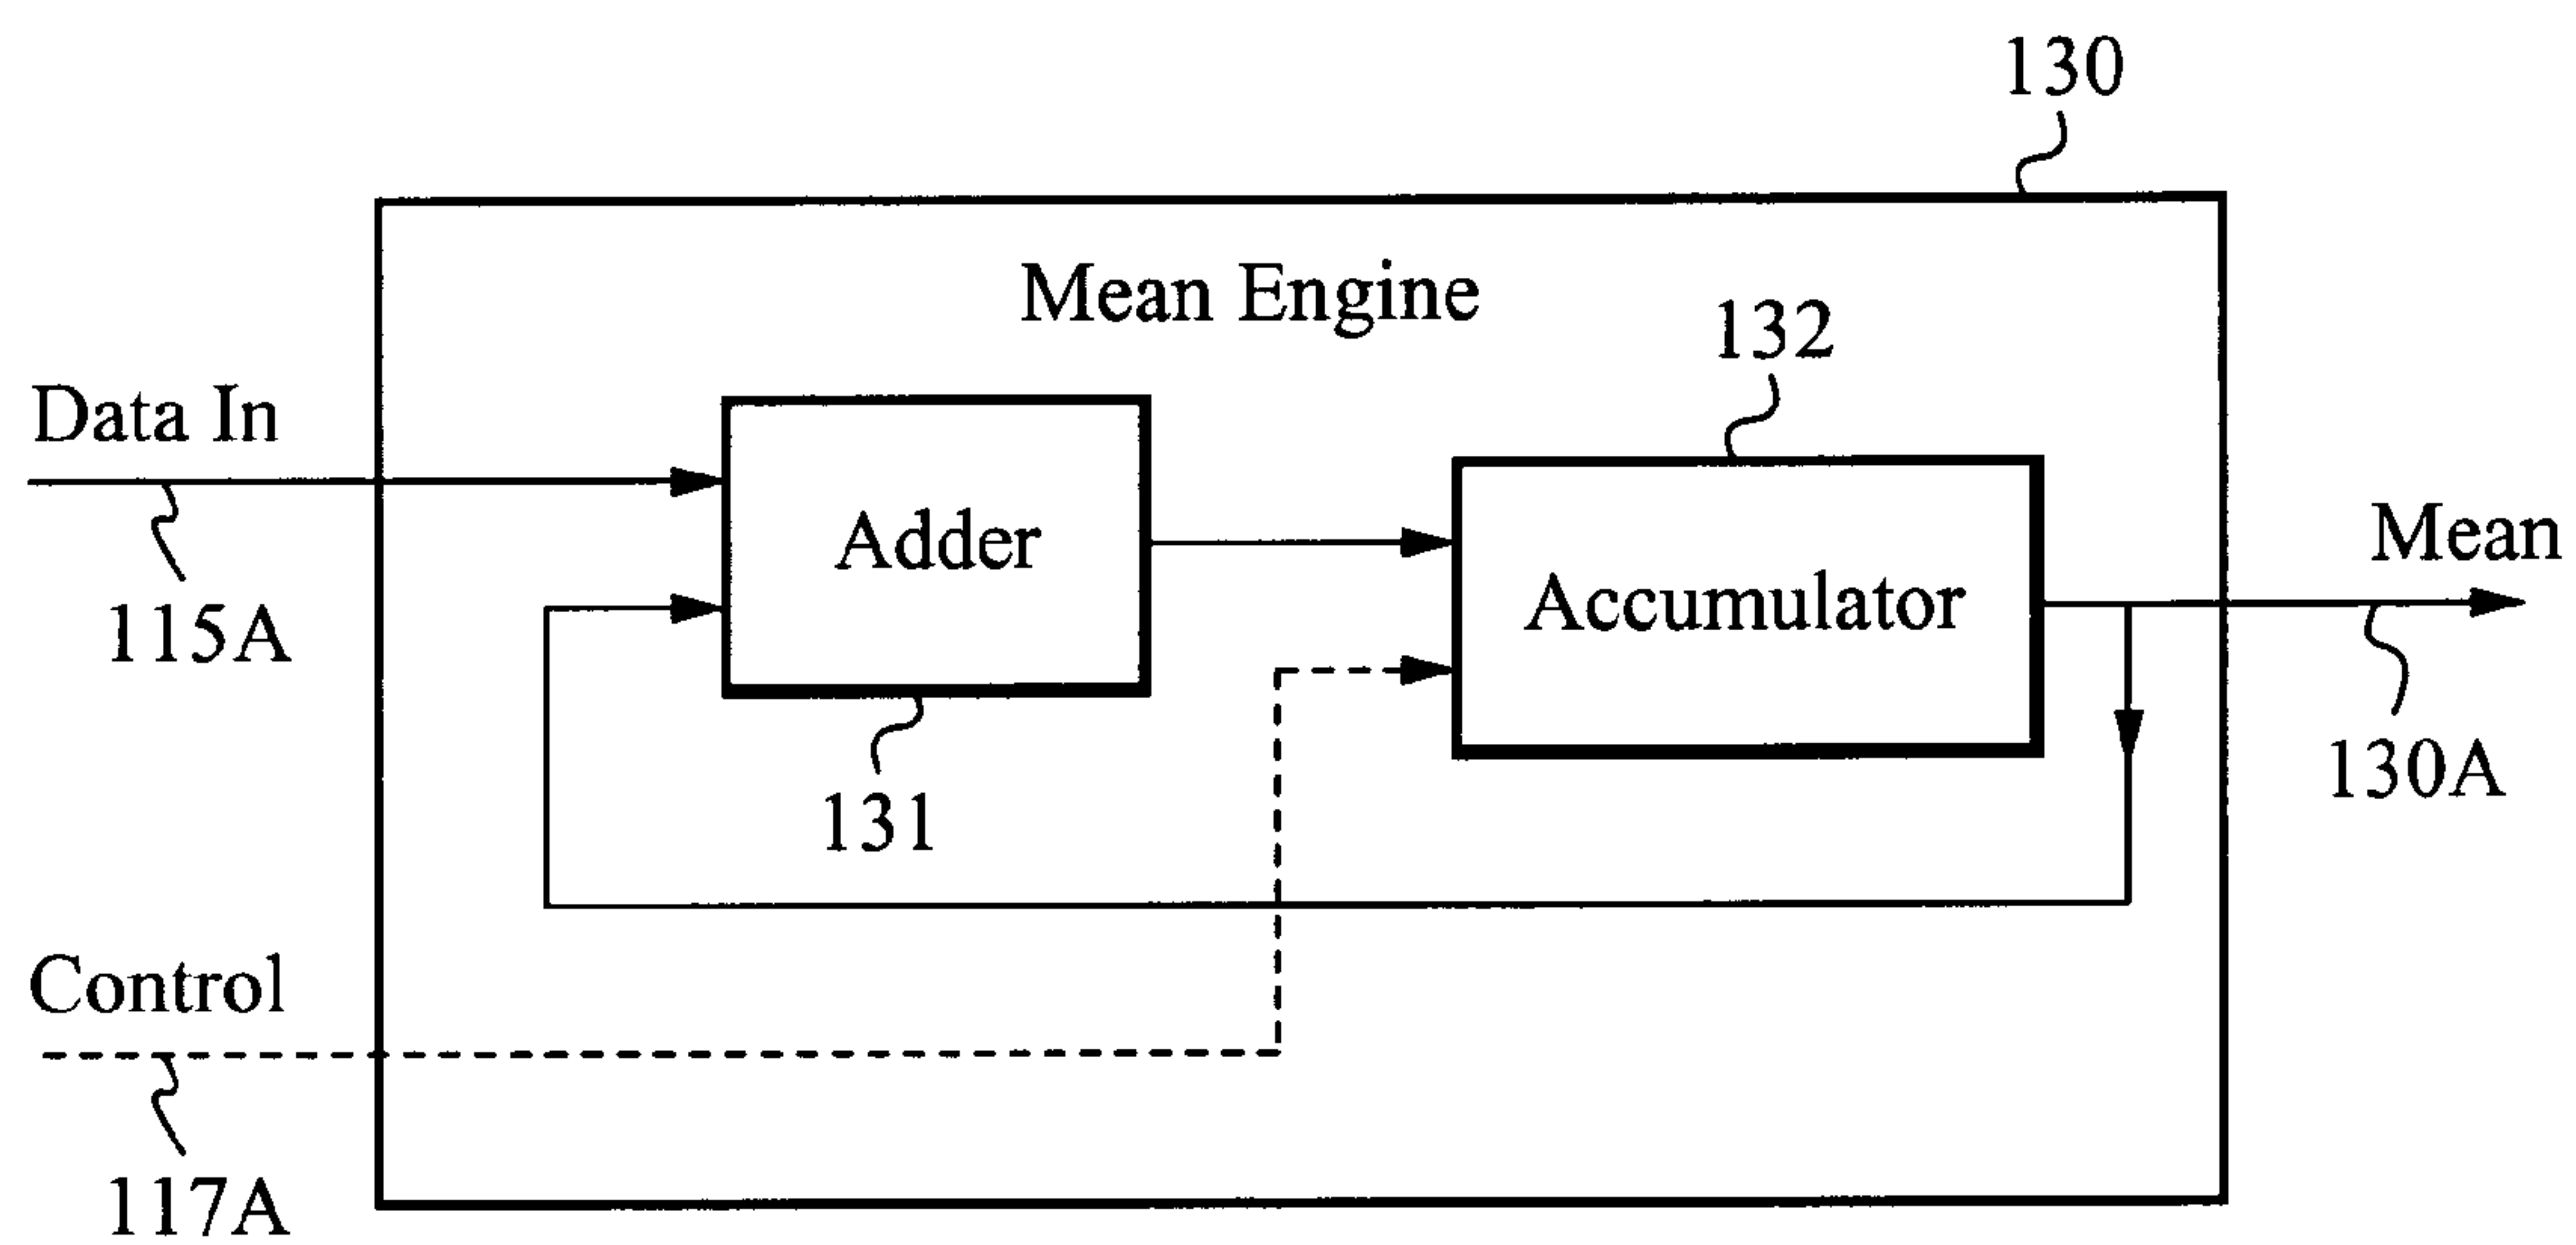 130
Mean Engine
132
Data In
Adder
Mean
Accumulator
115A
130A
131
Control
117A